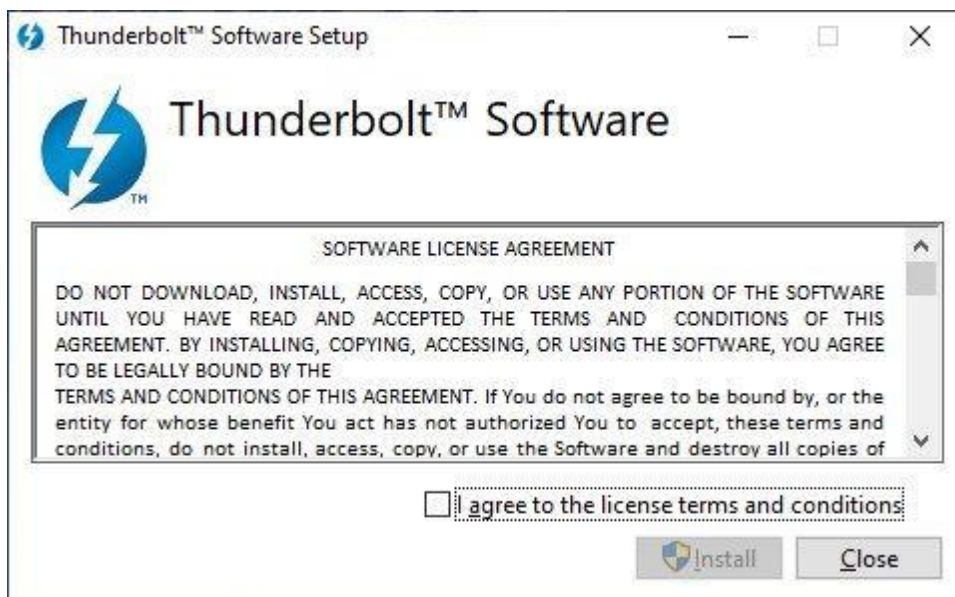 Thunderbolt™ Software Setup
Thunderbolt™ Software
TM
SOFTWARE LICENSE AGREEMENT
DO NOT DOWNLOAD, INSTALL, ACCESS, COPY, OR USE ANY PORTION OF THE SOFTWARE
UNTIL YOU HAVE READ AND ACCEPTED THE TERMS AND CONDITIONS OF THIS
AGREEMENT. BY INSTALLING, COPYING, ACCESSING, OR USING THE SOFTWARE, YOU AGREE
TO BE LEGALLY BOUND BY THE
TERMS AND CONDITIONS OF THIS AGREEMENT. If You do not agree to be bound by, or the
entity for whose benefit You act has not authorized You to accept, these terms and
conditions, do not install, access, copy, or use the Software and destroy all copies of
I agree to the license terms and conditions
Install
Close